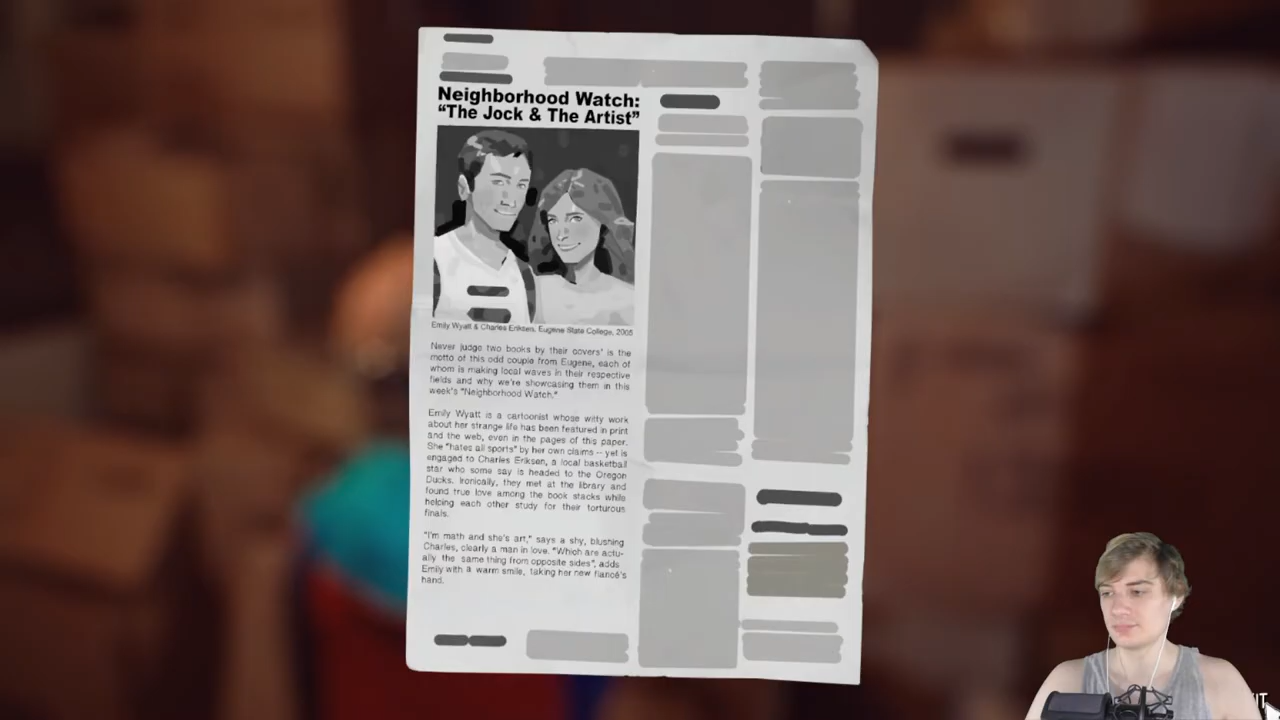 Neighborhood Watch:
“The Jock & The Artist”
Emily Wyatt & Charles Eriksen, Eugene State College, 2005
Never judge two books by their covers' is the
motto of this odd couple from Eugene, each of
whom is making local waves in their respective
fields and why we're showcasing them in this
week's "Neighborhood Watch."
Emily Wyatt is a cartoonist whose witty work
about her strange life has been featured in print
and the web, even in the pages of this paper.
She "hates all sports" by her own claims -- yet is
engaged to Charles Eriksen, a local basketball
star who some say is headed to the Oregon
Ducks. Ironically, they met at the library and
found true love among the book stacks while
helping each other study for their torturous
finals.
"I'm math and she's art," says a shy, blushing
Charles, clearly a man in love. "Which are actu-
ally the same thing from opposite sides", adds
Emily with a warm smile, taking her new fiancé's
hand.